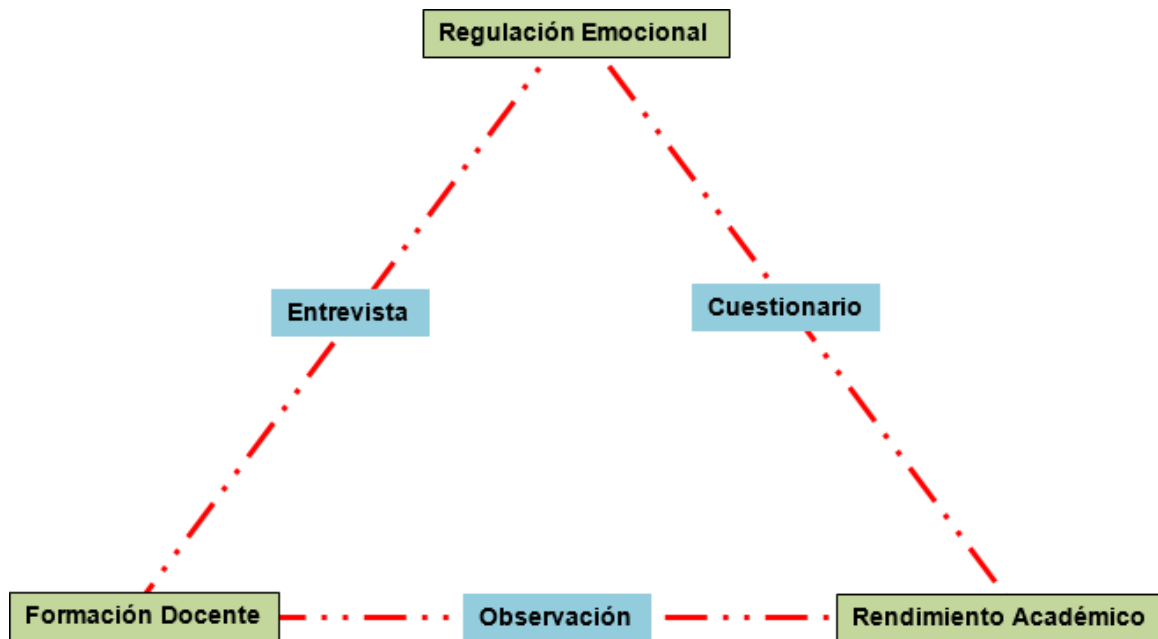 Regulación Emocional
Entrevista
Cuestionario
Formación Docente
Observación
Rendimiento Académico